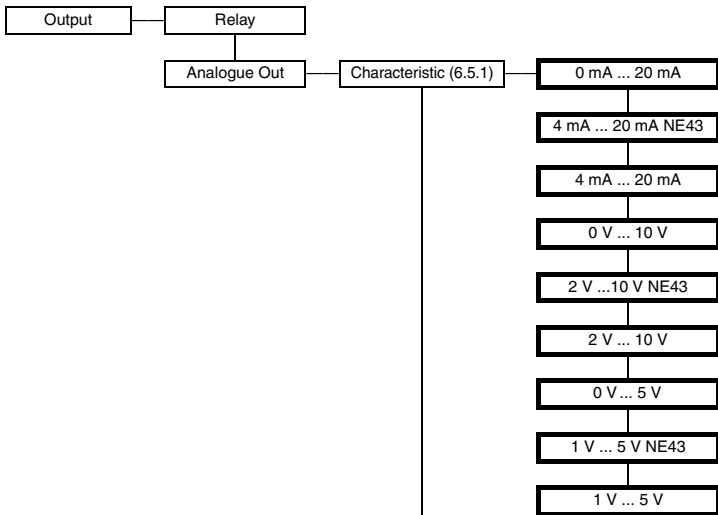 Output
Relay
Analogue Out
Characteristic (6.5.1)
0 mA ... 20 mA
4 mA ... 20 mA NE43
4 mA ... 20 mA
0 V ... 10 V
2 V ...10 V NE43
2 V ... 10 V
0 V ... 5 V
1 V ... 5 V NE43
1 V ... 5 V